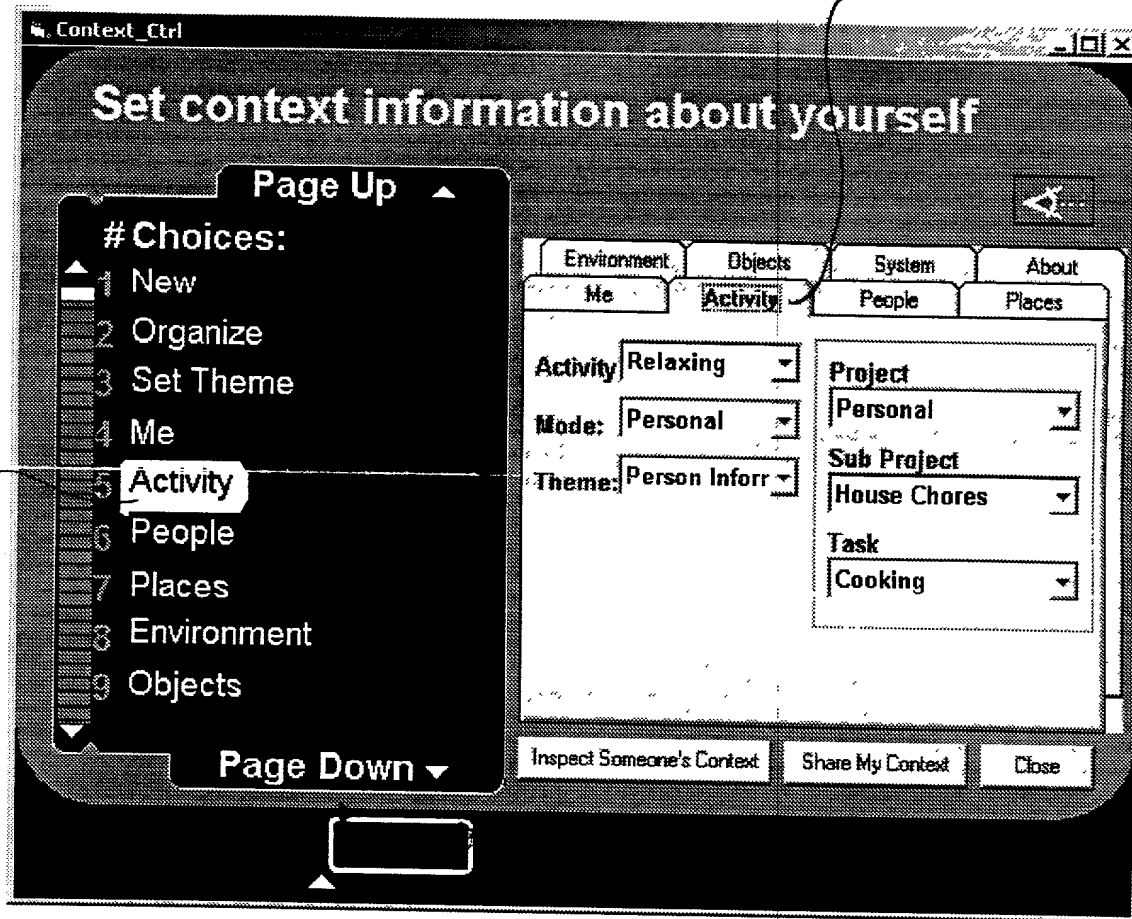 Context_Ctrl
Set context information about yourself
Page Up
# Choices:
1 New
2 Organize
3 Set Theme
4 Me
5 Activity
6 People
7 Places
8 Environment
9 Objects
Page Down
Environment Objects System About
Me Activity People Places
Activity Relaxing
Mode: Personal
Theme: Person Inforr
Project
Personal
Sub Project
House Chores
Task
Cooking
Inspect Someone's Context Share My Context Close